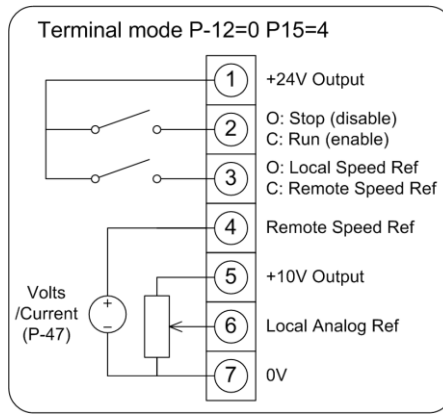 Terminal mode P-12=0 P15=4
1
+24V Output
2
O: Stop (disable)
C: Run (enable)
3
O: Local Speed Ref
C: Remote Speed Ref
4
Remote Speed Ref
5
+10V Output
Volts
/Current
(P-47)
+
−
6
Local Analog Ref
7
0V